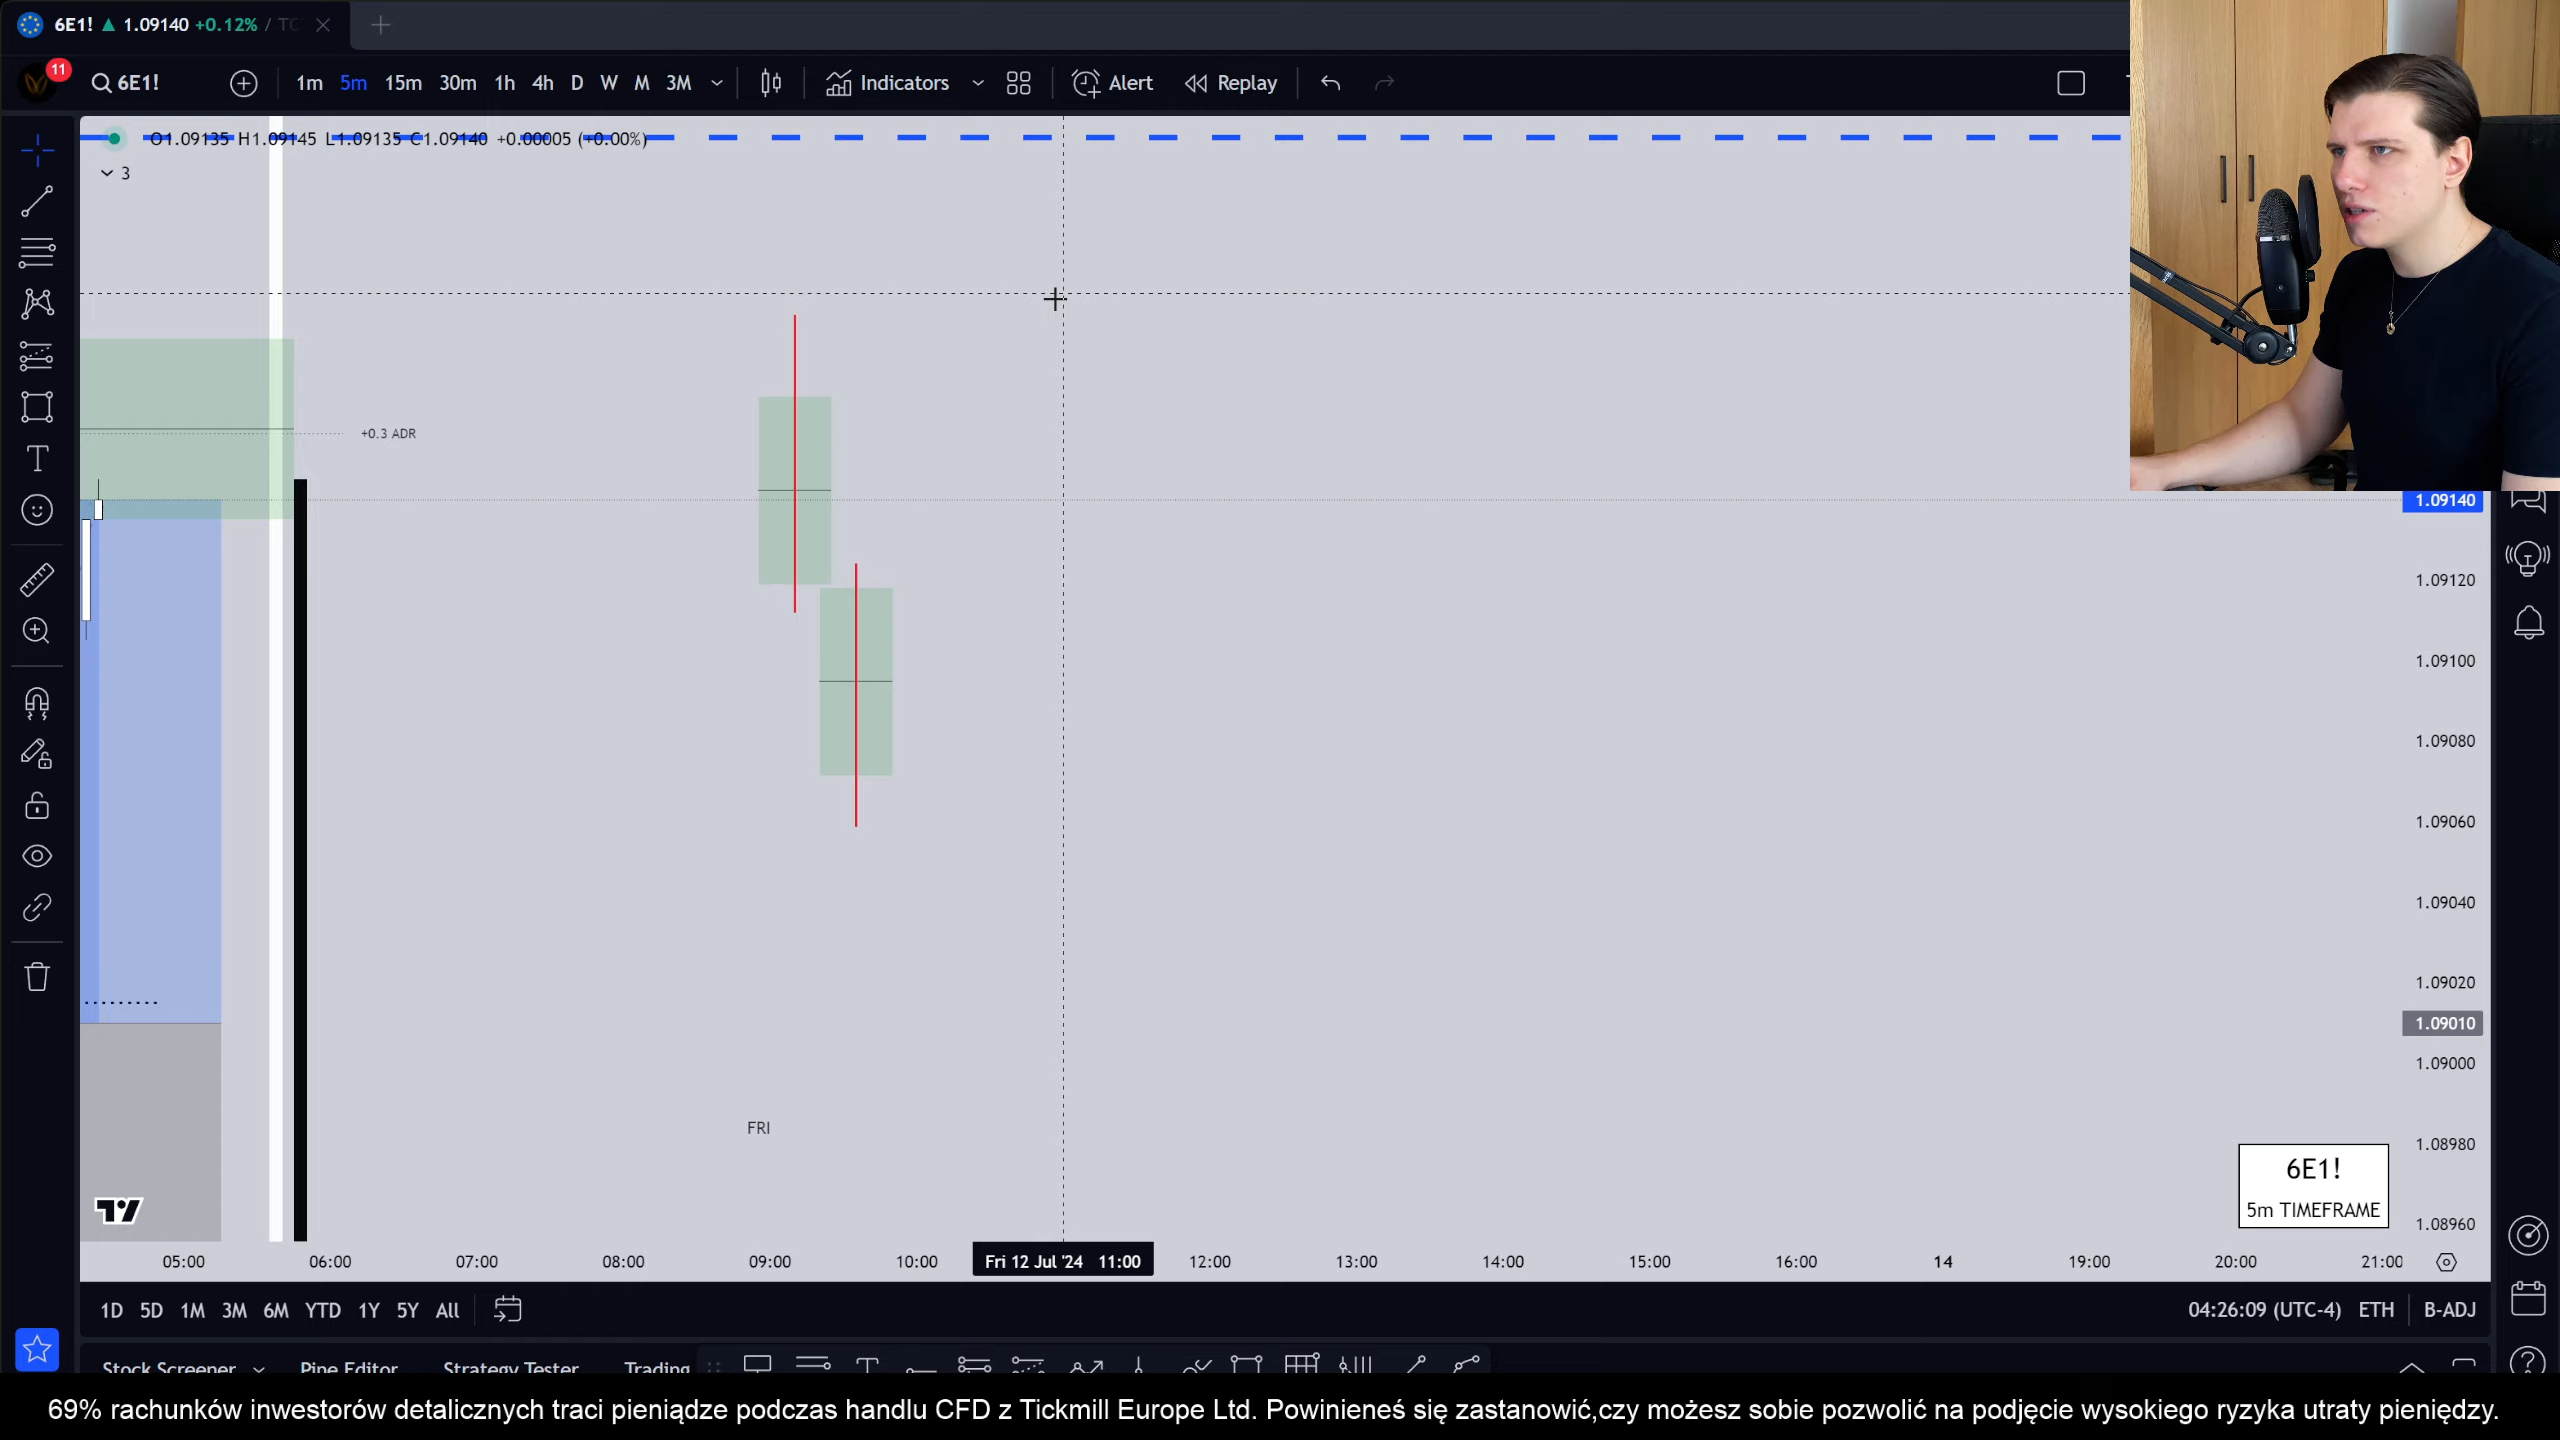 6E1! ▲ 1.09140 +0.12% / TC
11
6E1!
1m 5m 15m 30m 1h 4h D W M 3M
Indicators
Alert
Replay
O1.09135 H1.09145 L1.09135 C1.09140 +0.00005 (+0.00%)
3
+0.3 ADR
1.09140
1.09120
1.09100
1.09080
1.09060
1.09040
1.09020
1.09010
1.09000
1.08980
1.08960
FRI
6E1!
5m TIMEFRAME
05:00 06:00 07:00 08:00 09:00 10:00 Fri 12 Jul '24 11:00 12:00 13:00 14:00 15:00 16:00 14 19:00 20:00 21:00
1D 5D 1M 3M 6M YTD 1Y 5Y All
04:26:09 (UTC-4) ETH B-ADJ
Stock Screener Pine Editor Strategy Tester Trading
69% rachunków inwestorów detalicznych traci pieniądze podczas handlu CFD z Tickmill Europe Ltd. Powinieneś się zastanowić,czy możesz sobie pozwolić na podjęcie wysokiego ryzyka utraty pieniędzy.